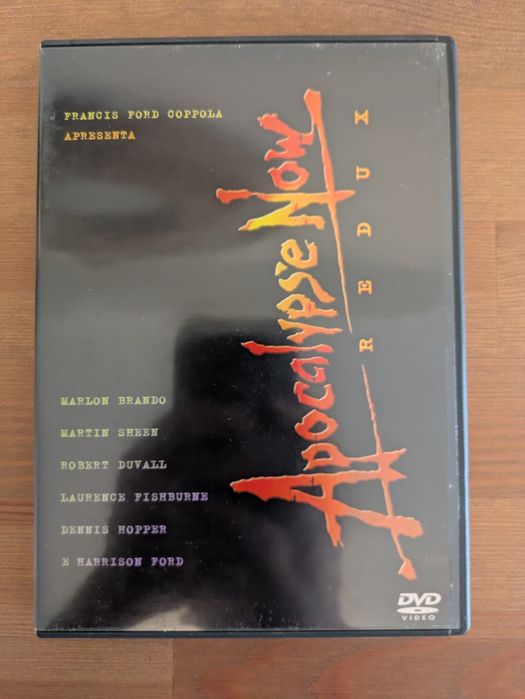 FRANCIS FORD COPPOLA
APRESENTA
Apocalypse Now
REDUX
MARLON BRANDO
MARTIN SHEEN
ROBERT DUVALL
LAURENCE FISHBURNE
DENNIS HOPPER
E HARRISON FORD
DVD
VIDEO